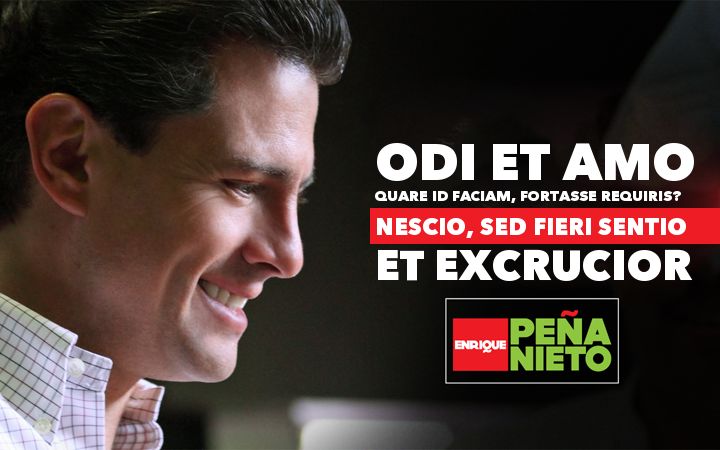 ODI ET AMO
QUARE ID FACIAM, FORTASSE REQUIRIS?
NESCIO, SED FIERI SENTIO
ET EXCRUCIOR
ENRIQUE
PEÑA
NIETO